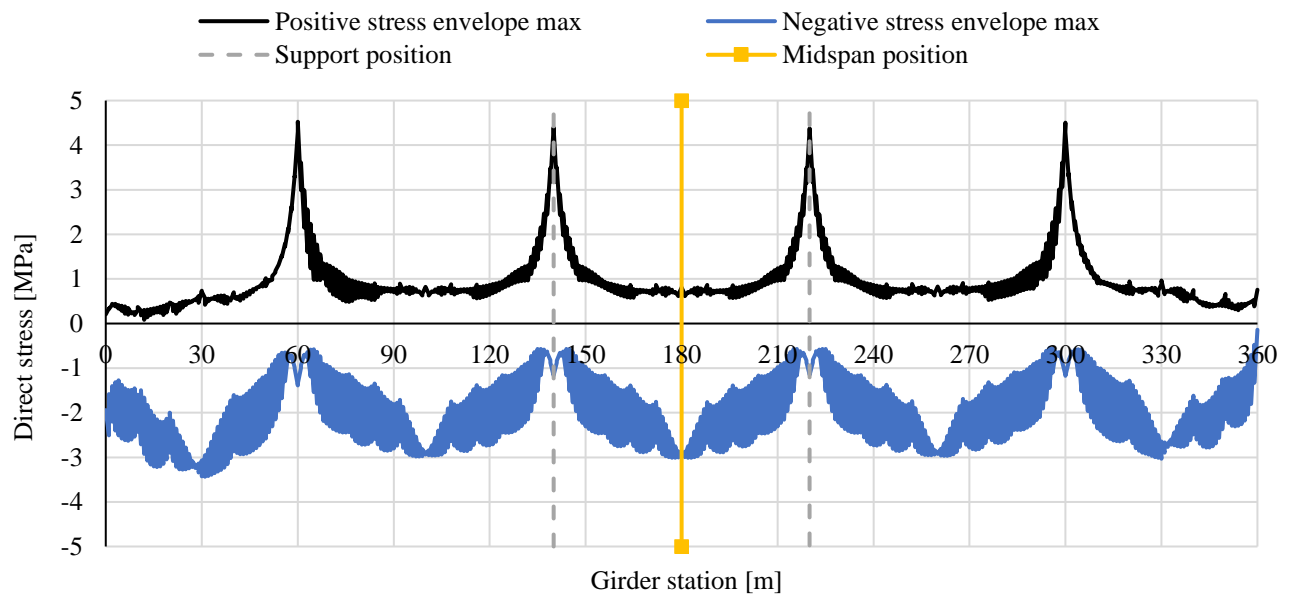 Positive stress envelope max
Negative stress envelope max
Support position
Midspan position
5
4
3
2
1
0
-1
-2
-3
-4
-5
0 30 60 90 120 150 180 210 240 270 300 330 360
Direct stress [MPa]
Girder station [m]